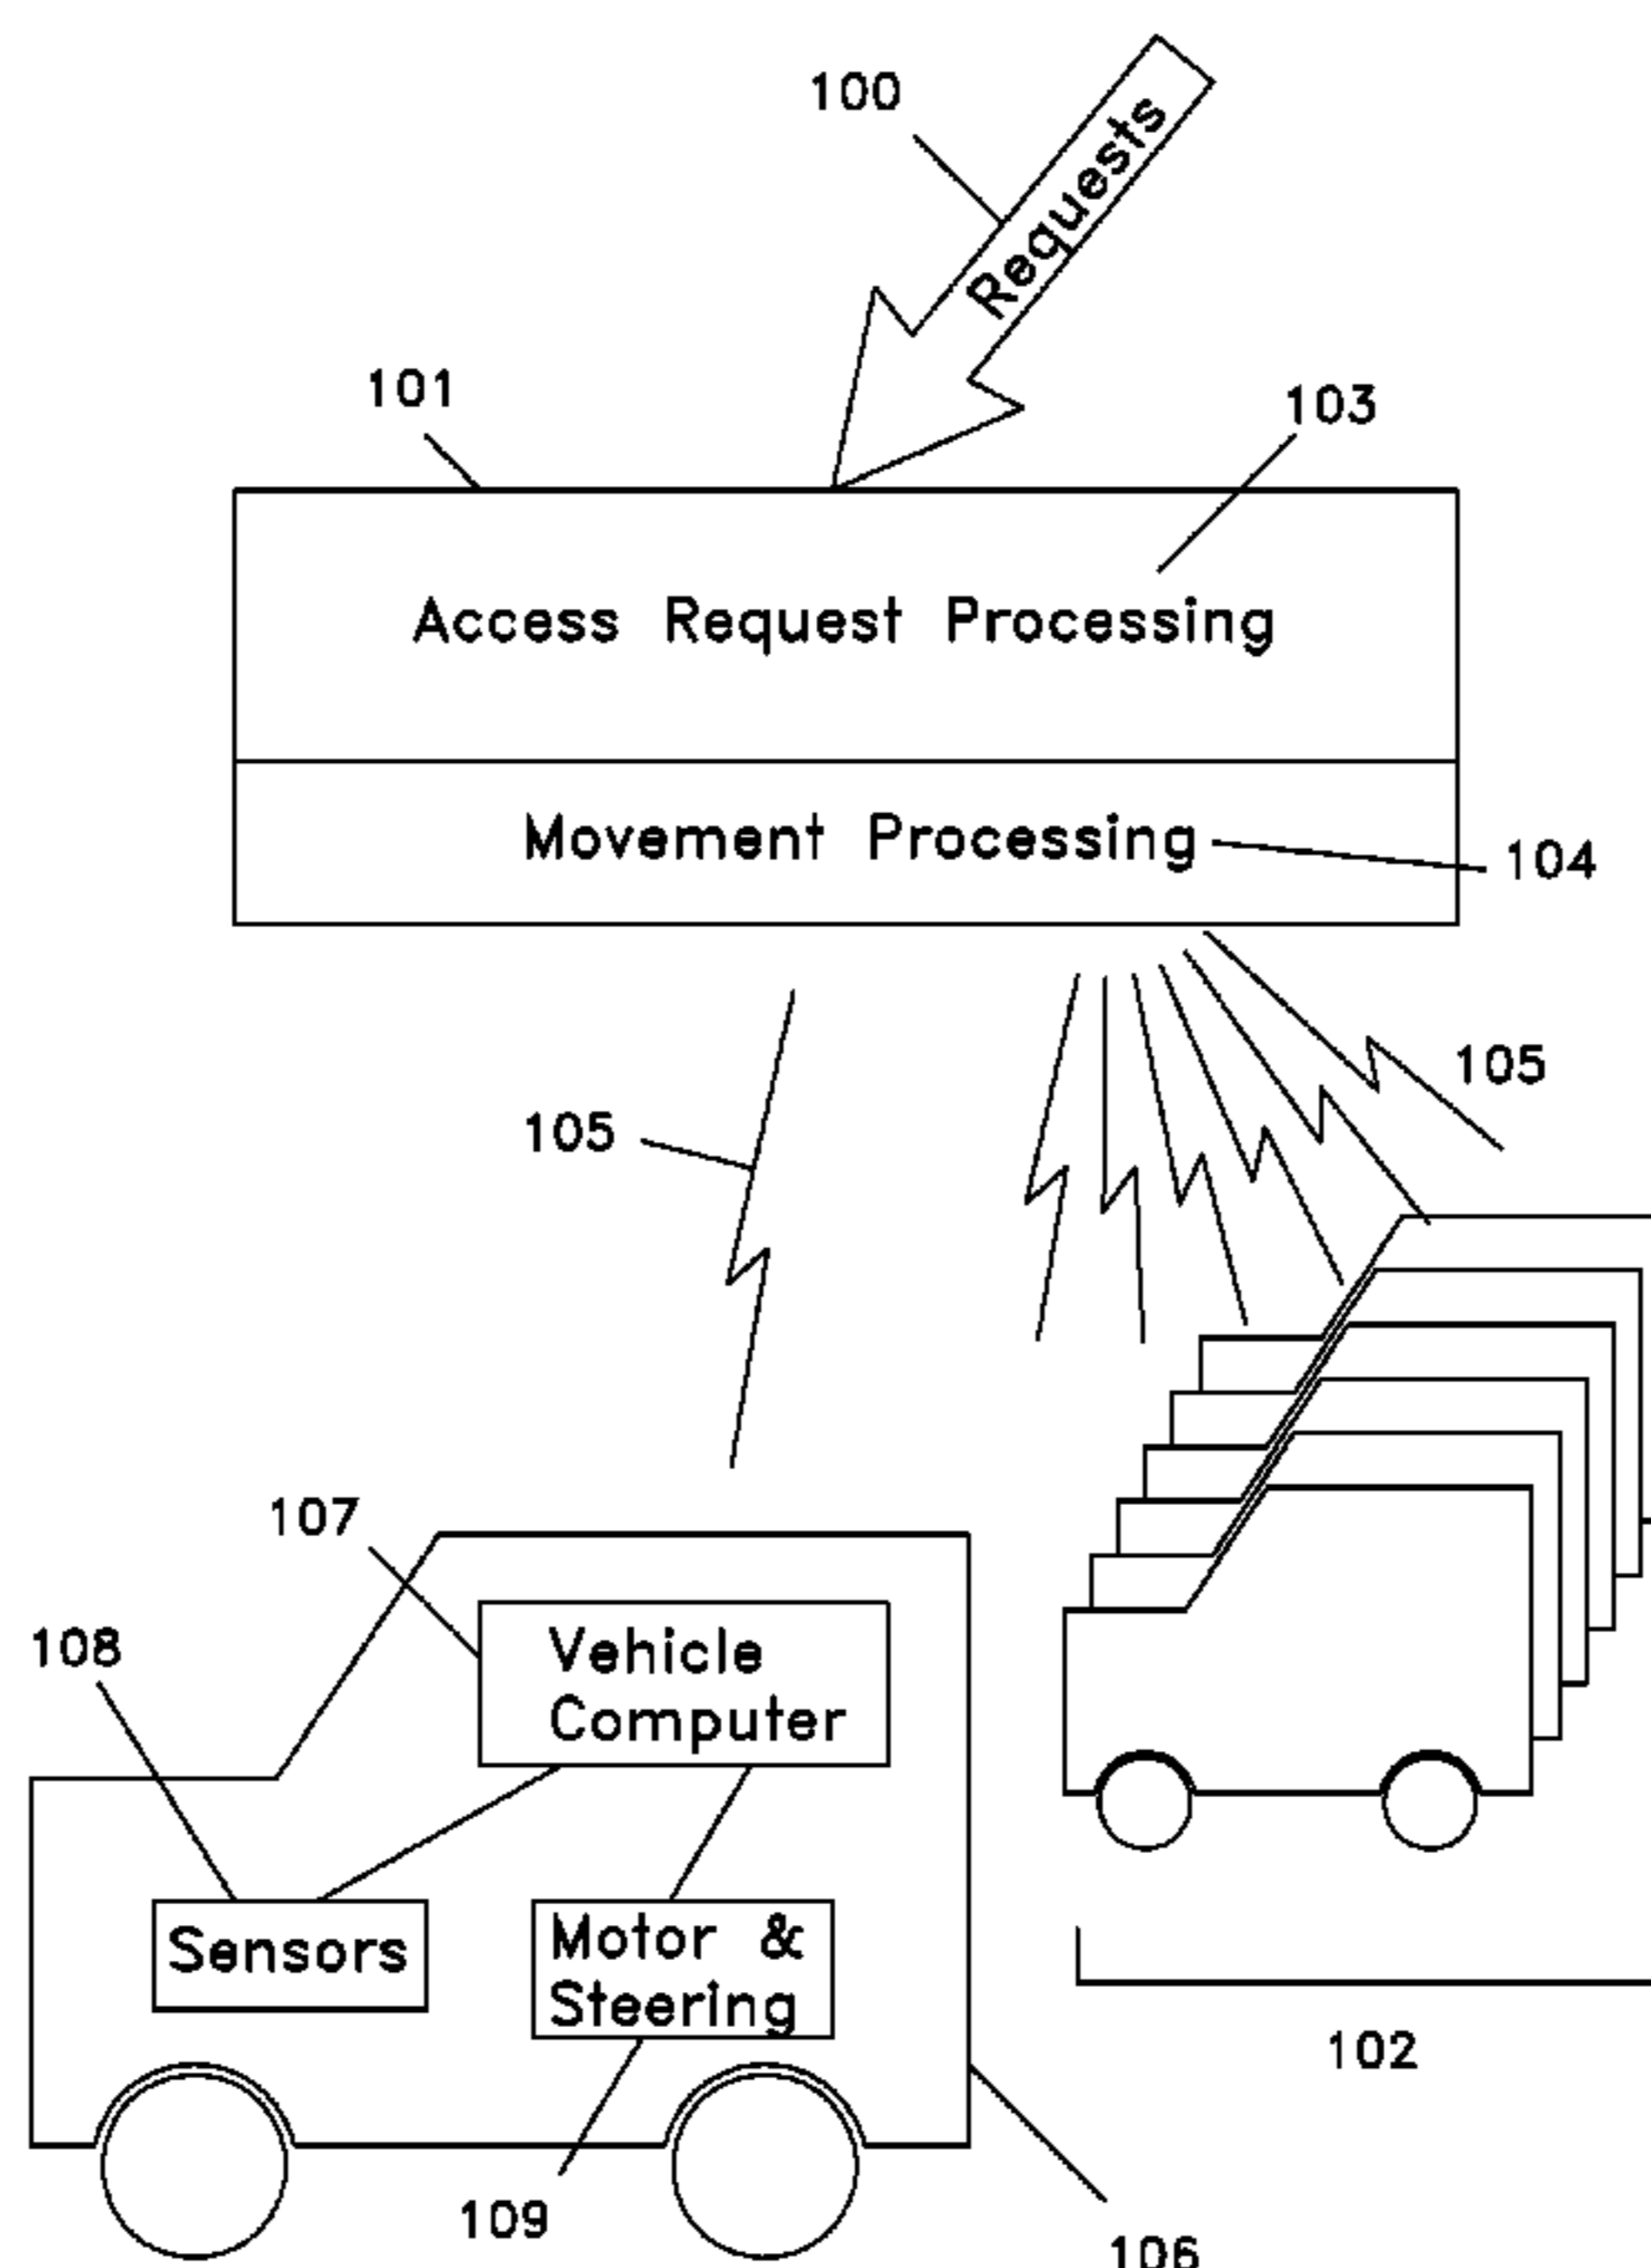 100
Requests
101
103
Access Request Processing
Movement Processing
104
105
105
107
Vehicle
Computer
108
Sensors
Motor &
Steering
102
109
106